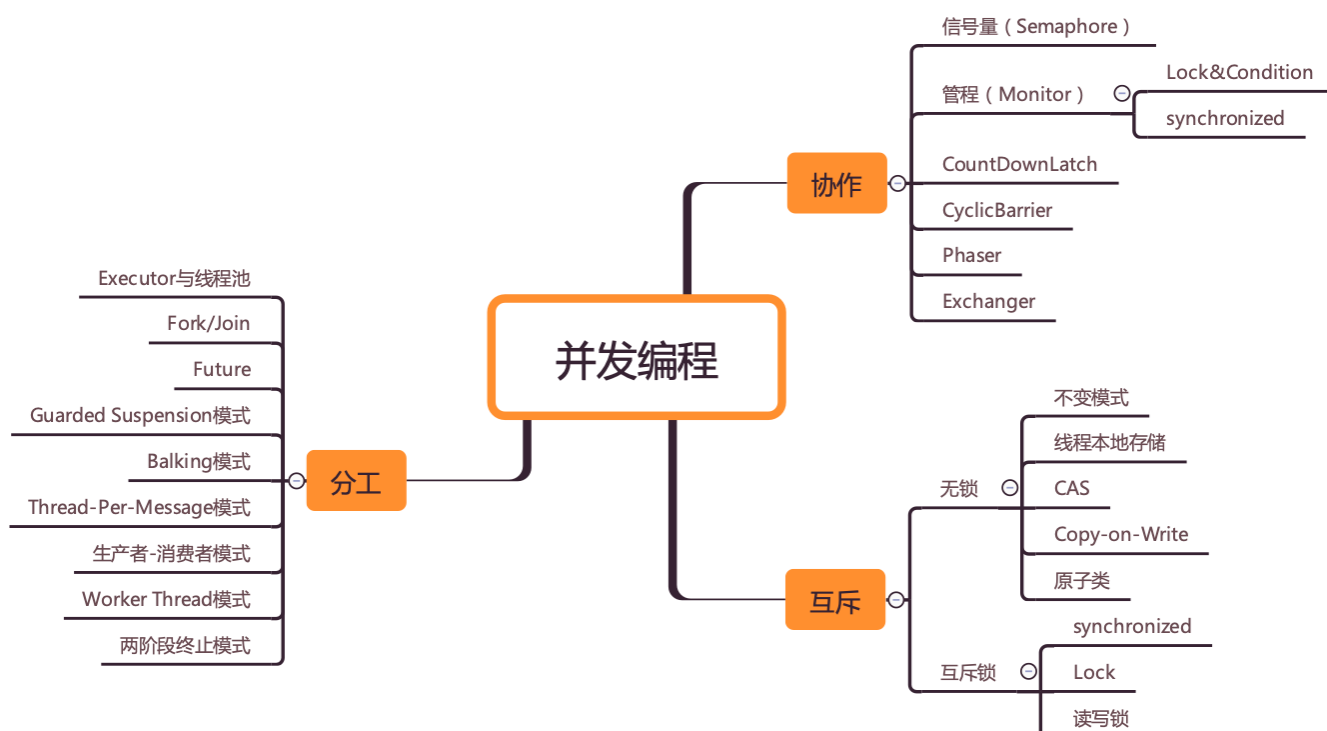 并发编程
协作
信号量（Semaphore）
管程（Monitor）
Lock&Condition
synchronized
CountDownLatch
CyclicBarrier
Phaser
Exchanger
分工
Executor与线程池
Fork/Join
Future
Guarded Suspension模式
Balking模式
Thread-Per-Message模式
生产者-消费者模式
Worker Thread模式
两阶段终止模式
互斥
无锁
不变模式
线程本地存储
CAS
Copy-on-Write
原子类
互斥锁
synchronized
Lock
读写锁